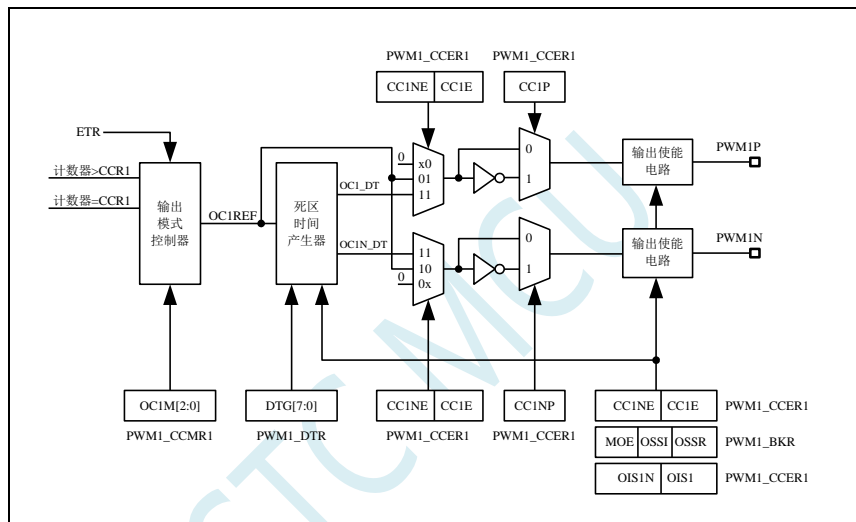 PWM1_CCER1 PWM1_CCER1
CC1NE CC1E CC1P
ETR
计数器>CCR1
计数器=CCR1
输出
模式
控制器
OC1REF
死区
时间
产生器
OC1_DT
OC1N_DT
0
x0
01
11
0
1
输出使能
电路
PWM1P
11
10
0x
0
0
1
输出使能
电路
PWM1N
OC1M[2:0] DTG[7:0] CC1NE CC1E CC1NP CC1NE CC1E PWM1_CCER1
PWM1_CCMR1 PWM1_DTR PWM1_CCER1 PWM1_CCER1
MOE OSSI OSSR PWM1_BKR
OIS1N OIS1 PWM1_CCER1
STC MCU